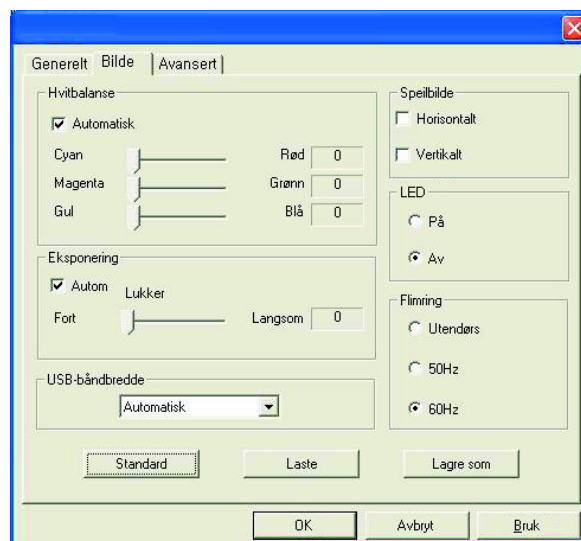 Generelt Bilde Avansert
Hvitbalanse
Automatisk
Cyan Rød 0
Magenta Grønn 0
Gul Blå 0
Eksponering
Autom
Lukker
Fort Langsom 0
USB-båndbredde
Automatisk
Speilbilde
Horisontalt
Vertikalt
LED
På
Av
Flimring
Utendørs
50Hz
60Hz
Standard Laste Lagre som
OK Avbryt Bruk